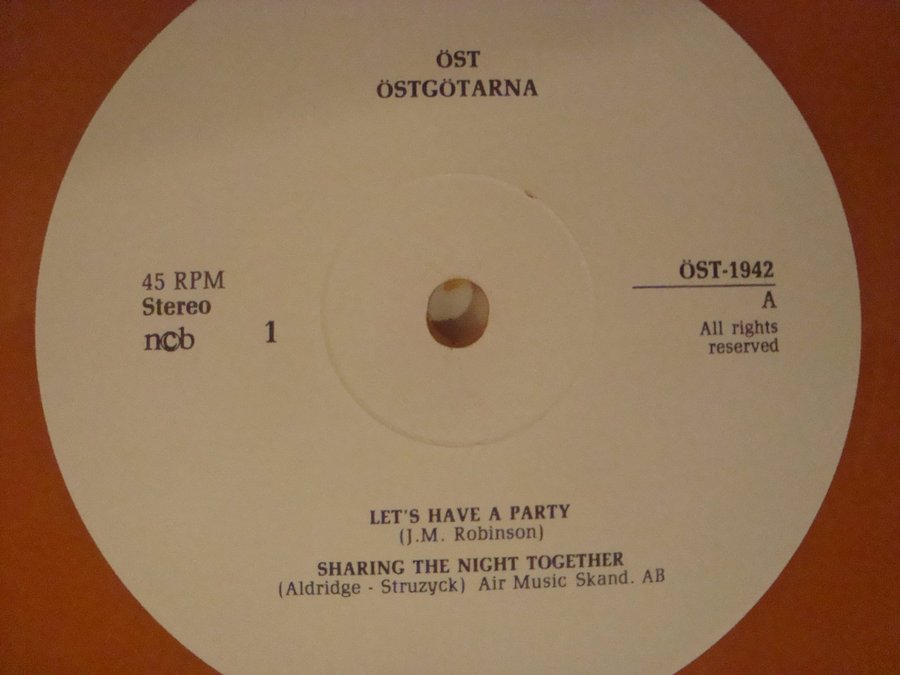 ÖST
ÖSTGÖTARNA
45 RPM
Stereo
ncb
1
ÖST-1942
A
All rights
reserved
LET'S HAVE A PARTY
(J.M. Robinson)
SHARING THE NIGHT TOGETHER
(Aldridge - Struzyck) Air Music Skand. AB